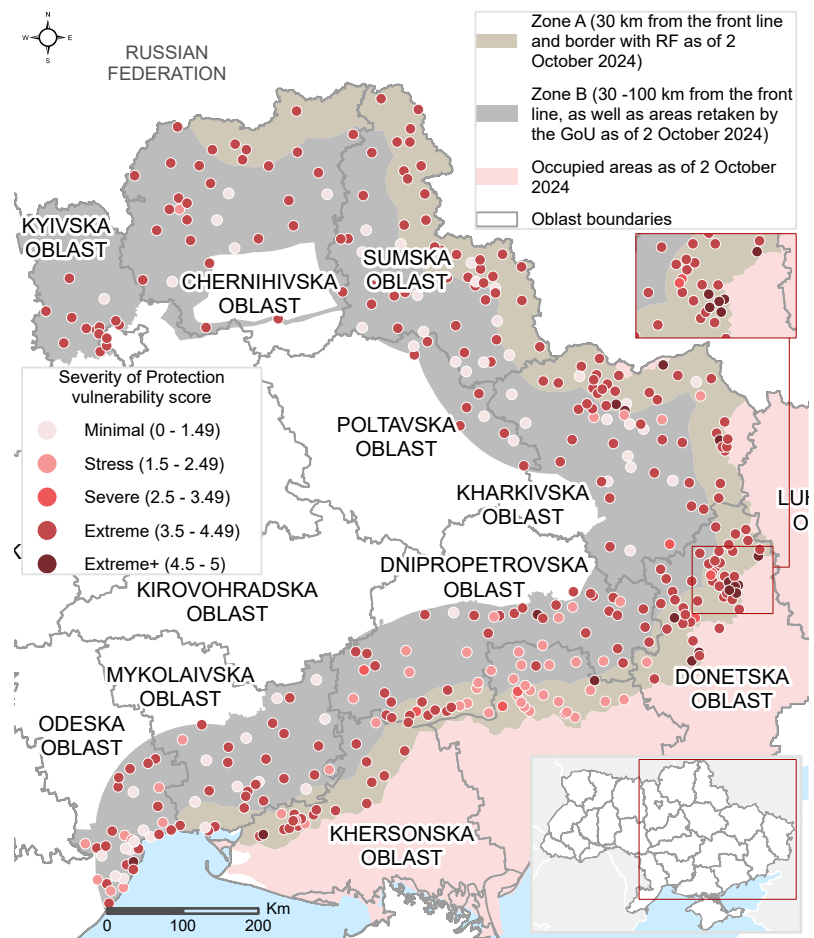 N
W
E
S
RUSSIAN
FEDERATION
Zone A (30 km from the front line
and border with RF as of 2
October 2024)
Zone B (30 -100 km from the front
line, as well as areas retaken by
the GoU as of 2 October 2024)
Occupied areas as of 2 October
2024
Oblast boundaries
KYIVSKA
OBLAST
CHERNIHIVSKA
OBLAST
SUMSKA
OBLAST
Severity of Protection
vulnerability score
Minimal (0 - 1.49)
Stress (1.5 - 2.49)
Severe (2.5 - 3.49)
Extreme (3.5 - 4.49)
Extreme+ (4.5 - 5)
POLTAVSKA
OBLAST
KHARKIVSKA
OBLAST
LUH
O
K
DNIPROPETROVSKA
OBLAST
KIROVOHRADSKA
OBLAST
MYKOLAIVSKA
OBLAST
DONETSKA
OBLAST
ODESKA
OBLAST
KHERSONSKA
OBLAST
Km
0
100
200